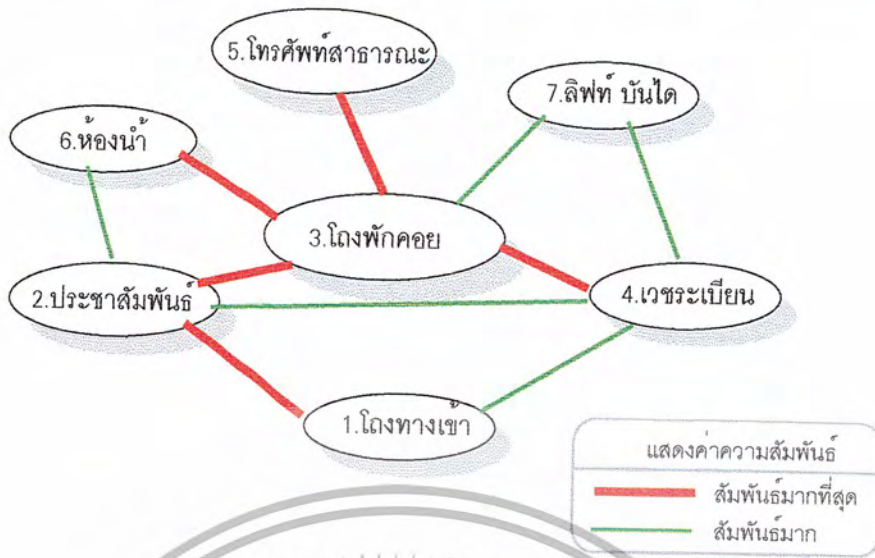 5.โทรศัพท์สาธารณะ
7.ลิฟท์ บันได
6.ห้องน้ำ
3.โถงพักคอย
2.ประชาสัมพันธ์
4.เวชระเบียน
1.โถงทางเข้า
แสดงค่าความสัมพันธ์
สัมพันธ์มากที่สุด
สัมพันธ์มาก